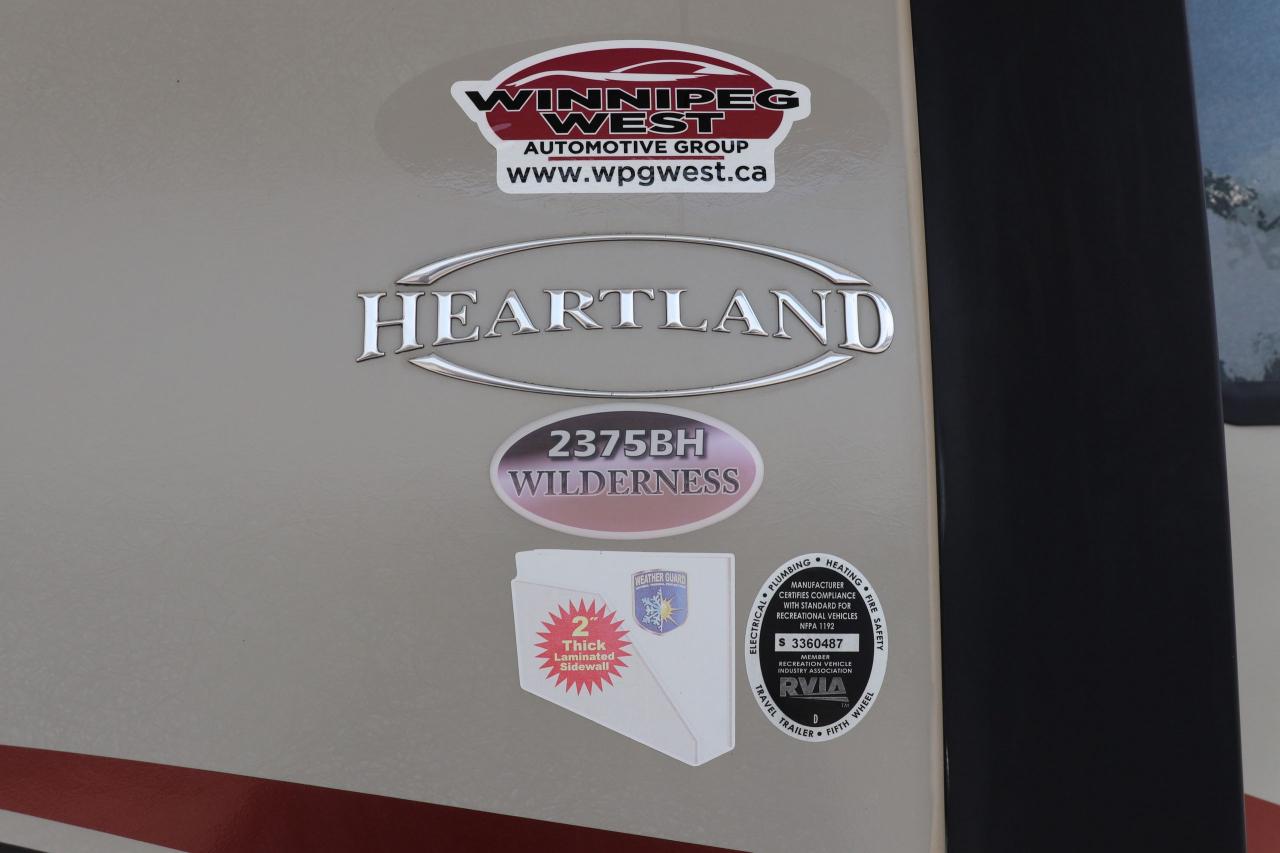 WINNIPEG
WEST
AUTOMOTIVE GROUP
www.wpgwest.ca
HEARTLAND
2375BH
WILDERNESS
WEATHER GUARD
2"
Thick
Laminated
Sidewall
ELECTRICAL • PLUMBING • HEATING • FIRE SAFETY
MANUFACTURER
CERTIFIES COMPLIANCE
WITH STANDARD FOR
RECREATIONAL VEHICLES
NFPA 1192
S 3360487
MEMBER
RECREATION VEHICLE
INDUSTRY ASSOCIATION
RVIA
TM
D
TRAVEL TRAILER • FIFTH WHEEL